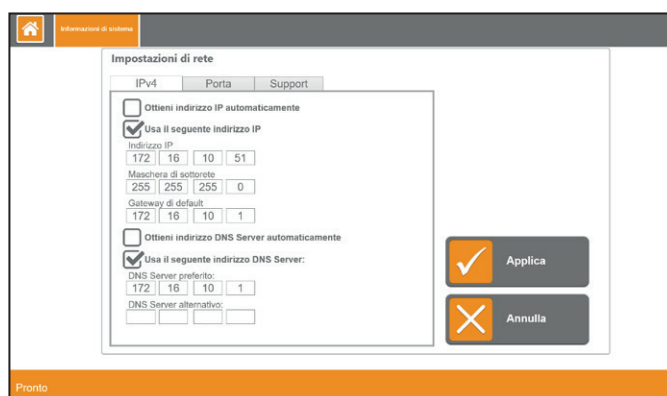 Informazioni di sistema
Impostazioni di rete
IPv4 Porta Support
Ottieni indirizzo IP automaticamente
Usa il seguente indirizzo IP
Indirizzo IP
172 16 10 51
Maschera di sottorete
255 255 255 0
Gateway di default
172 16 10 1
Ottieni indirizzo DNS Server automaticamente
Usa il seguente indirizzo DNS Server:
DNS Server preferito:
172 16 10 1
DNS Server alternativo:
Applica
Annulla
Pronto